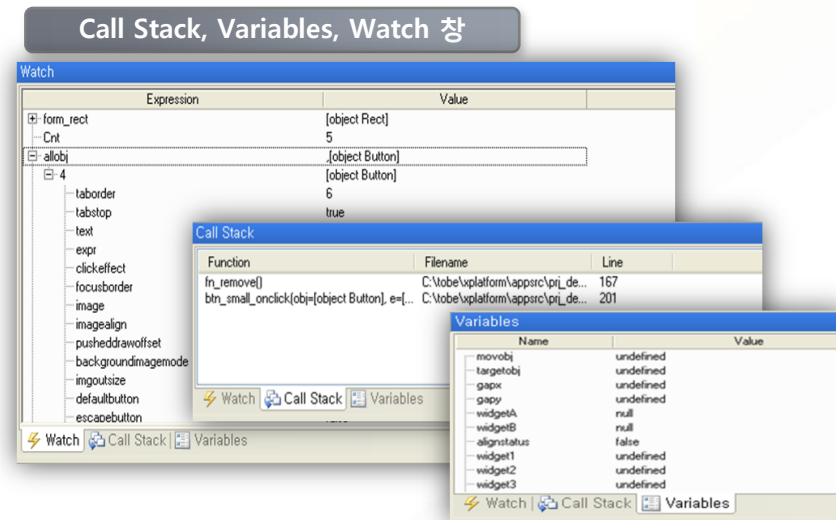 Call Stack, Variables, Watch 창
Watch
Expression Value
form_rect [object Rect]
Cnt 5
allobj ,[object Button]
4 [object Button]
taborder 6
tabstop true
text
expr
clickeffect
focusborder
image
imagealign
pusheddrawoffset
backgroundimagemode
imgoutsize
defaultbutton
escapebutton
Watch Call Stack Variables
Call Stack
Function Filename Line
fn_remove() C:\tobe\xplatform\appsrc\prj_de... 167
btn_small_onclick(obj=[object Button], e=[... C:\tobe\xplatform\appsrc\prj_de... 201
Watch Call Stack Variables
Variables
Name Value
movobj undefined
targetobj undefined
gapx undefined
gapy undefined
widgetA null
widgetB null
alignstatus false
widget1 undefined
widget2 undefined
widget3 undefined
Watch Call Stack Variables